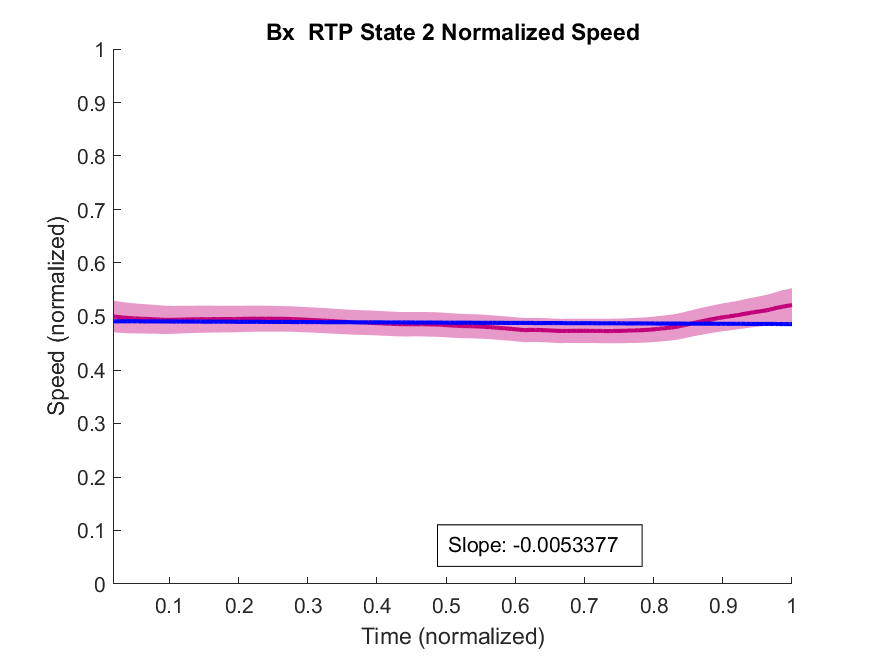 Bx  RTP State 2 Normalized Speed
1
0.9
0.8
0.7
0.6
0.5
0.4
0.3
0.2
0.1
0
Speed (normalized)
Slope: -0.0053377
0.1 0.2 0.3 0.4 0.5 0.6 0.7 0.8 0.9 1
Time (normalized)